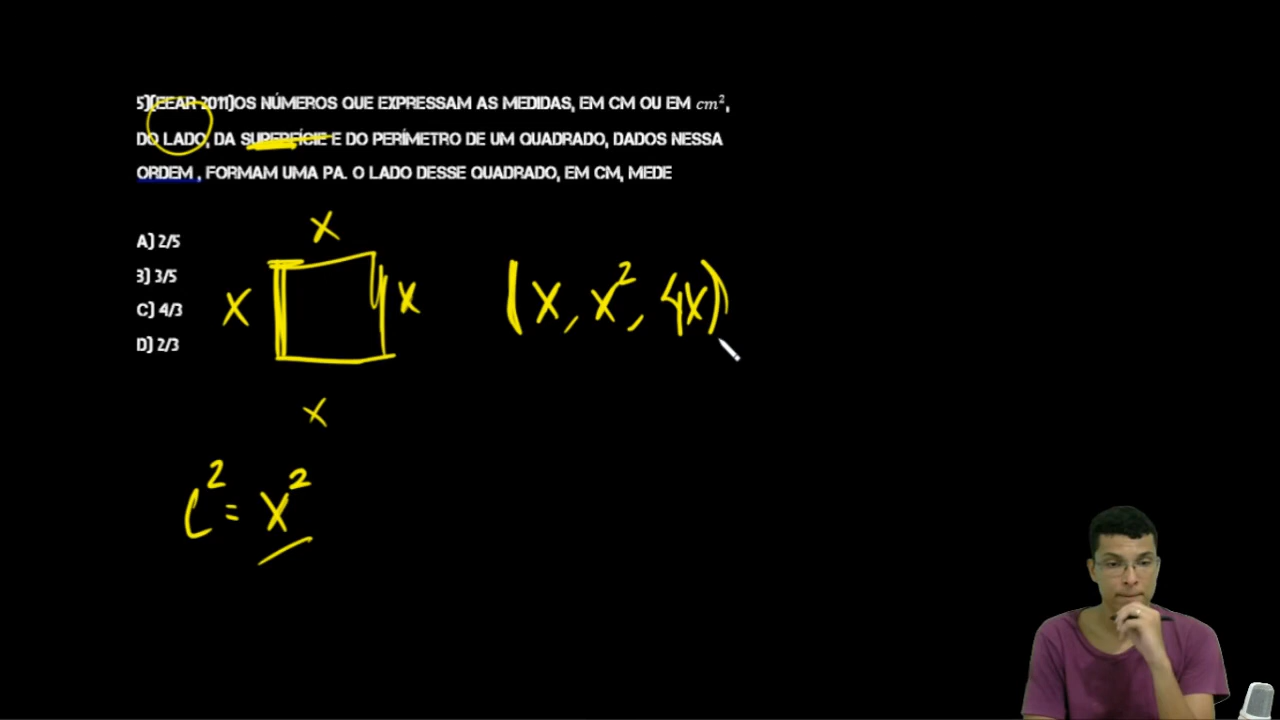 5)(EEAR 2011)OS NÚMEROS QUE EXPRESSAM AS MEDIDAS, EM CM OU EM cm²,
DO LADO, DA SUPERFÍCIE E DO PERÍMETRO DE UM QUADRADO, DADOS NESSA
ORDEM , FORMAM UMA PA. O LADO DESSE QUADRADO, EM CM, MEDE
A) 2/5
B) 3/5
C) 4/3
D) 2/3
x
x
x
(x, x², 4x)
x
l² = x²